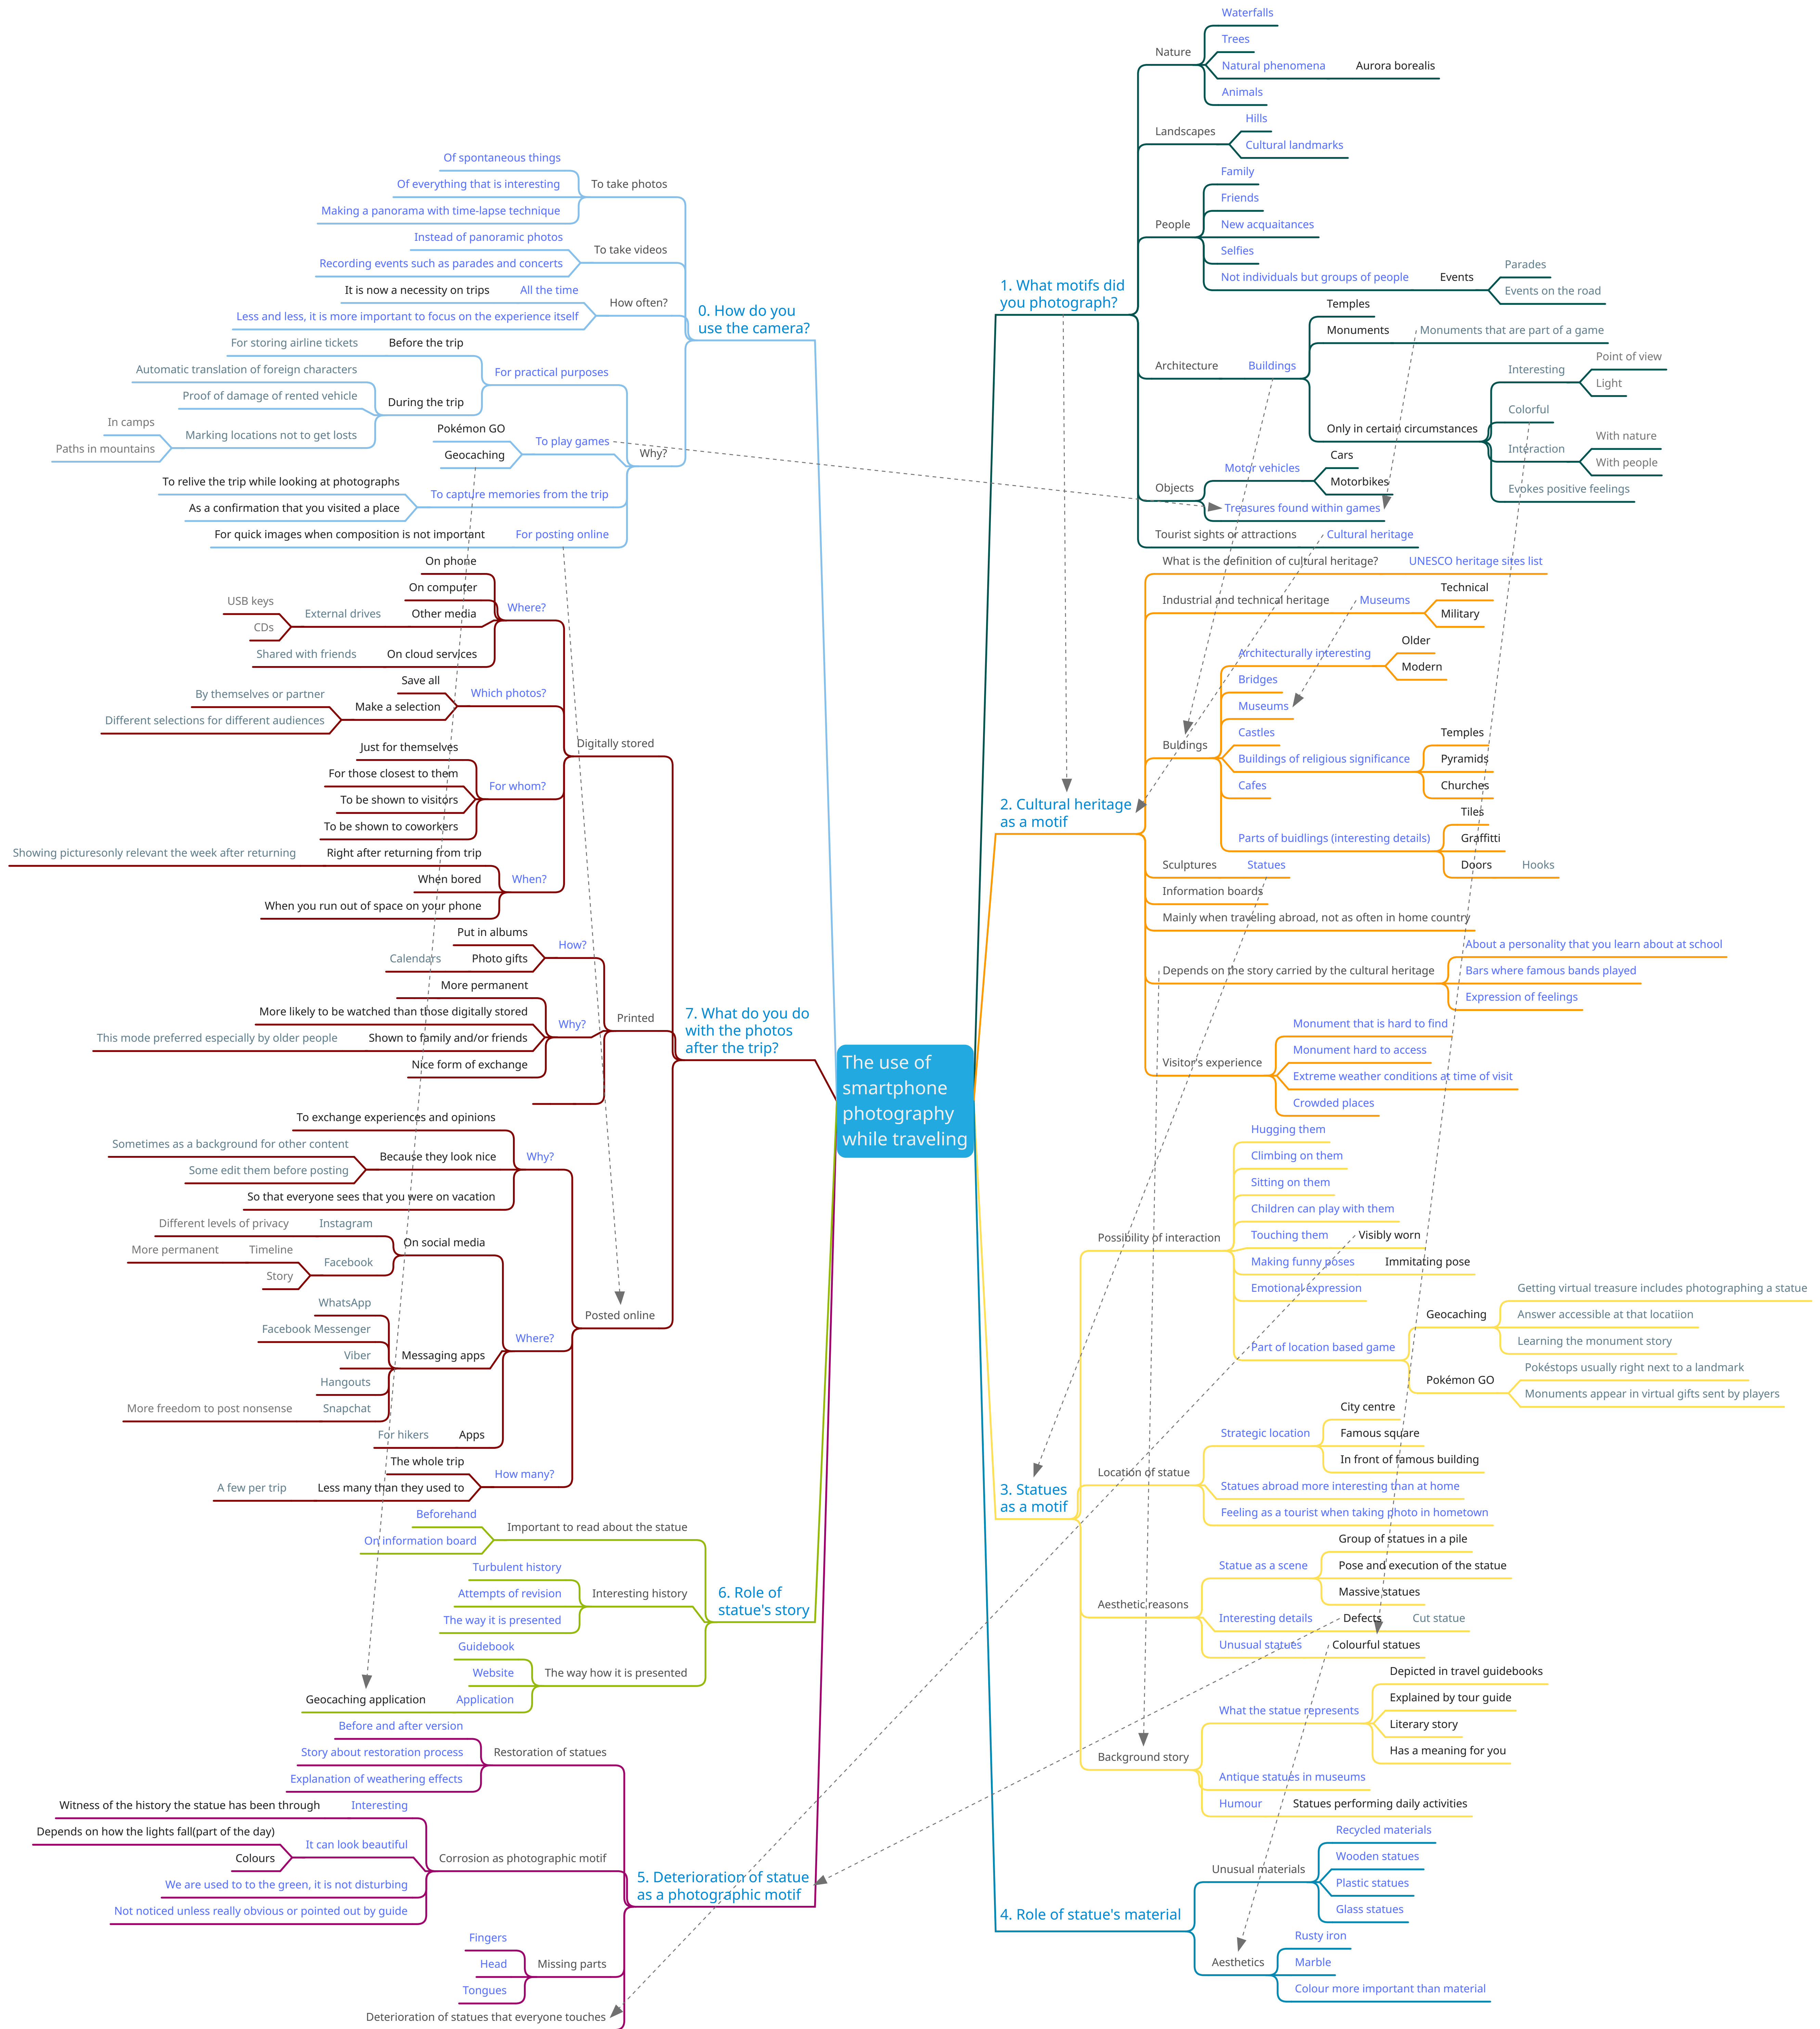 The use of
smartphone
photography
while traveling
0. How do you
use the camera?
To take photos
Of spontaneous things
Of everything that is interesting
Making a panorama with time-lapse technique
To take videos
Instead of panoramic photos
Recording events such as parades and concerts
How often?
All the time
It is now a necessity on trips
Less and less, it is more important to focus on the experience itself
Why?
For practical purposes
Before the trip
For storing airline tickets
During the trip
Automatic translation of foreign characters
Proof of damage of rented vehicle
Marking locations not to get losts
In camps
Paths in mountains
To play games
Pokémon GO
Geocaching
To capture memories from the trip
To relive the trip while looking at photographs
As a confirmation that you visited a place
For posting online
For quick images when composition is not important
1. What motifs did
you photograph?
Nature
Waterfalls
Trees
Natural phenomena
Aurora borealis
Animals
Landscapes
Hills
Cultural landmarks
People
Family
Friends
New acquaitances
Selfies
Not individuals but groups of people
Events
Parades
Events on the road
Architecture
Buildings
Temples
Monuments
Monuments that are part of a game
Only in certain circumstances
Interesting
Point of view
Light
Colorful
Interaction
With nature
With people
Evokes positive feelings
Objects
Motor vehicles
Cars
Motorbikes
Treasures found within games
Tourist sights or attractions
Cultural heritage
2. Cultural heritage
as a motif
What is the definition of cultural heritage?
UNESCO heritage sites list
Industrial and technical heritage
Museums
Technical
Military
Buldings
Architecturally interesting
Older
Modern
Bridges
Museums
Castles
Buildings of religious significance
Temples
Pyramids
Churches
Cafes
Parts of buidlings (interesting details)
Tiles
Graffitti
Doors
Hooks
Sculptures
Statues
Information boards
Mainly when traveling abroad, not as often in home country
Depends on the story carried by the cultural heritage
About a personality that you learn about at school
Bars where famous bands played
Expression of feelings
Visitor's experience
Monument that is hard to find
Monument hard to access
Extreme weather conditions at time of visit
Crowded places
3. Statues
as a motif
Possibility of interaction
Hugging them
Climbing on them
Sitting on them
Children can play with them
Touching them
Visibly worn
Making funny poses
Immitating pose
Emotional expression
Part of location based game
Geocaching
Getting virtual treasure includes photographing a statue
Answer accessible at that locatiion
Learning the monument story
Pokémon GO
Pokéstops usually right next to a landmark
Monuments appear in virtual gifts sent by players
Location of statue
Strategic location
City centre
Famous square
In front of famous building
Statues abroad more interesting than at home
Feeling as a tourist when taking photo in hometown
Aesthetic reasons
Statue as a scene
Group of statues in a pile
Pose and execution of the statue
Massive statues
Interesting details
Defects
Cut statue
Unusual statues
Colourful statues
Background story
What the statue represents
Depicted in travel guidebooks
Explained by tour guide
Literary story
Has a meaning for you
Antique statues in museums
Humour
Statues performing daily activities
4. Role of statue's material
Unusual materials
Recycled materials
Wooden statues
Plastic statues
Glass statues
Aesthetics
Rusty iron
Marble
Colour more important than material
5. Deterioration of statue
as a photographic motif
Restoration of statues
Before and after version
Story about restoration process
Explanation of weathering effects
Corrosion as photographic motif
Interesting
Witness of the history the statue has been through
It can look beautiful
Depends on how the lights fall(part of the day)
Colours
We are used to to the green, it is not disturbing
Not noticed unless really obvious or pointed out by guide
Missing parts
Fingers
Head
Tongues
Deterioration of statues that everyone touches
6. Role of
statue's story
Important to read about the statue
Beforehand
On information board
Interesting history
Turbulent history
Attempts of revision
The way it is presented
The way how it is presented
Guidebook
Website
Application
Geocaching application
7. What do you do
with the photos
after the trip?
Digitally stored
Where?
On phone
On computer
Other media
External drives
USB keys
CDs
On cloud services
Shared with friends
Which photos?
Save all
Make a selection
By themselves or partner
Different selections for different audiences
For whom?
Just for themselves
For those closest to them
To be shown to visitors
To be shown to coworkers
When?
Right after returning from trip
Showing picturesonly relevant the week after returning
When bored
When you run out of space on your phone
Printed
How?
Put in albums
Photo gifts
Calendars
Why?
More permanent
More likely to be watched than those digitally stored
Shown to family and/or friends
This mode preferred especially by older people
Nice form of exchange
Posted online
Why?
To exchange experiences and opinions
Because they look nice
Sometimes as a background for other content
Some edit them before posting
So that everyone sees that you were on vacation
Where?
On social media
Instagram
Different levels of privacy
Facebook
Timeline
More permanent
Story
Messaging apps
WhatsApp
Facebook Messenger
Viber
Hangouts
Snapchat
More freedom to post nonsense
Apps
For hikers
How many?
The whole trip
Less many than they used to
A few per trip